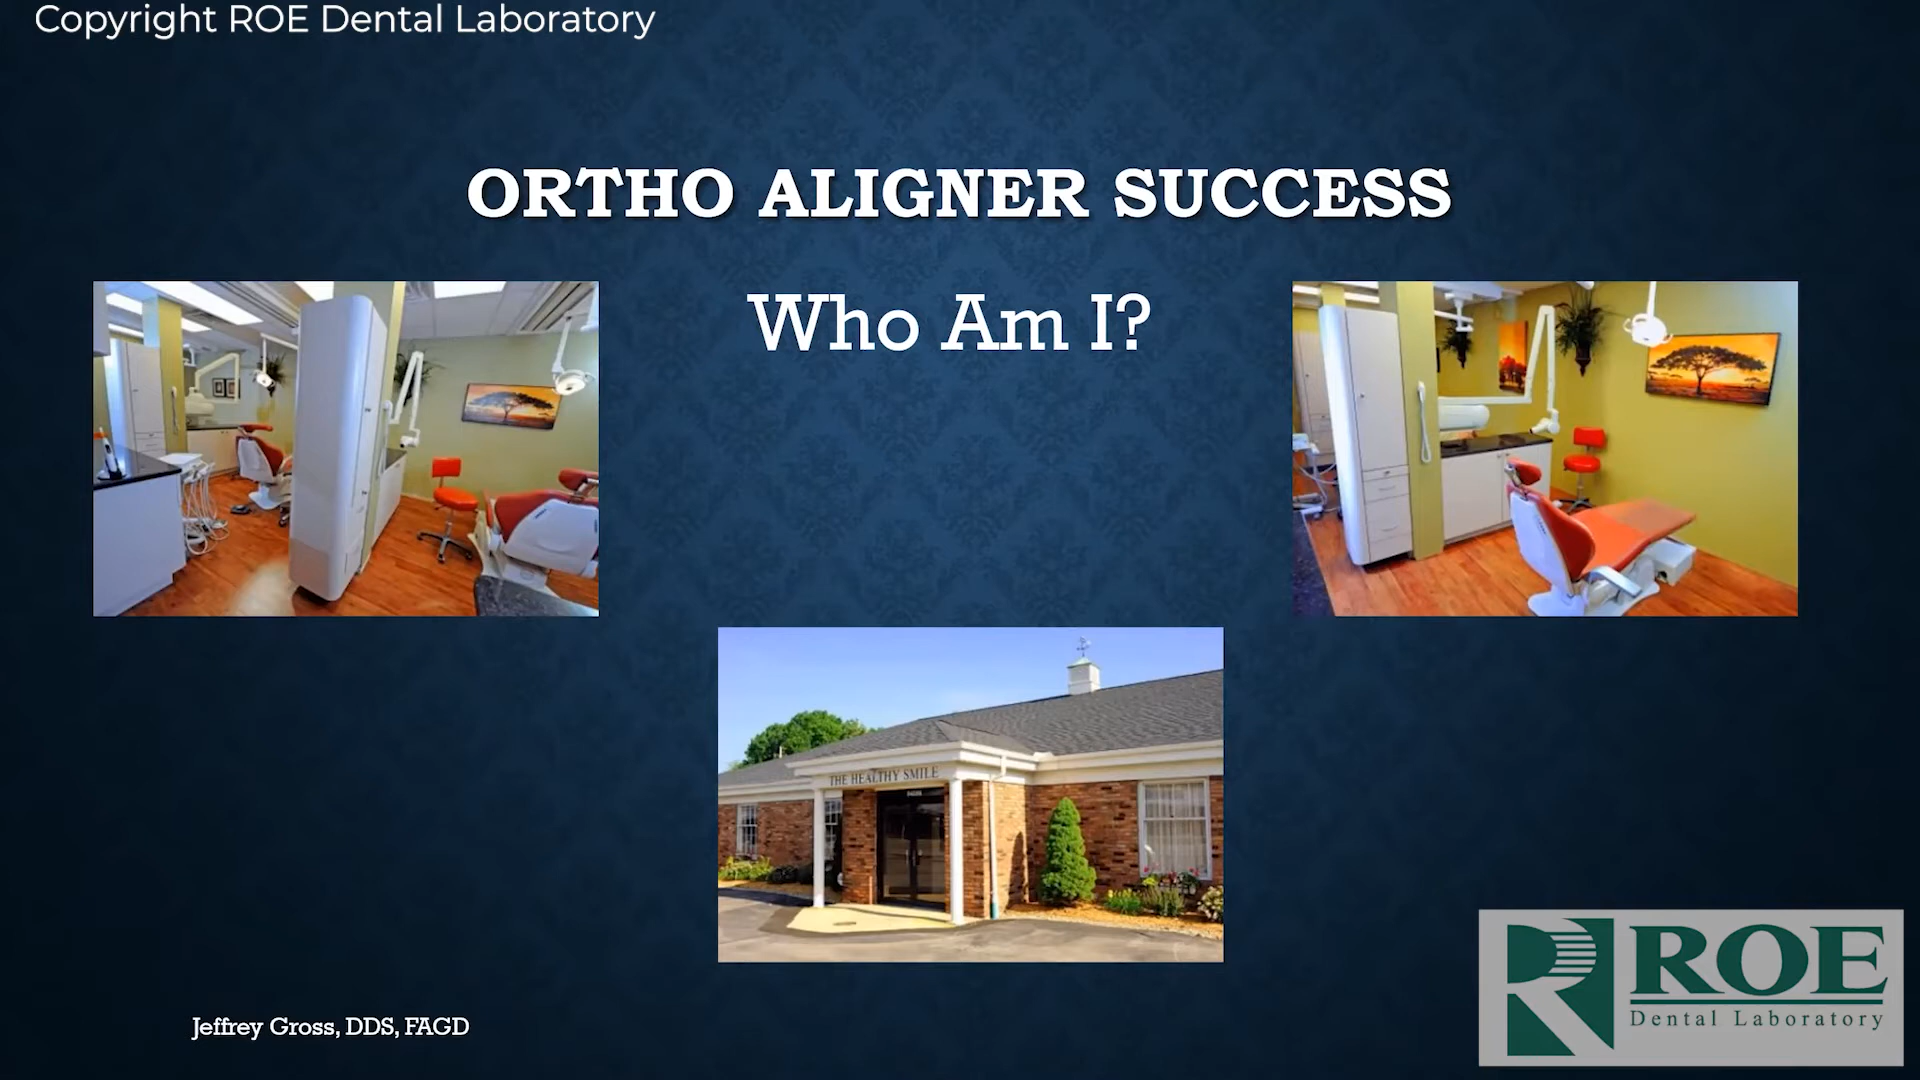 Copyright ROE Dental Laboratory
ORTHO ALIGNER SUCCESS
Who Am I?
THE HEALTHY SMILE
Jeffrey Gross, DDS, FAGD
ROE
Dental Laboratory